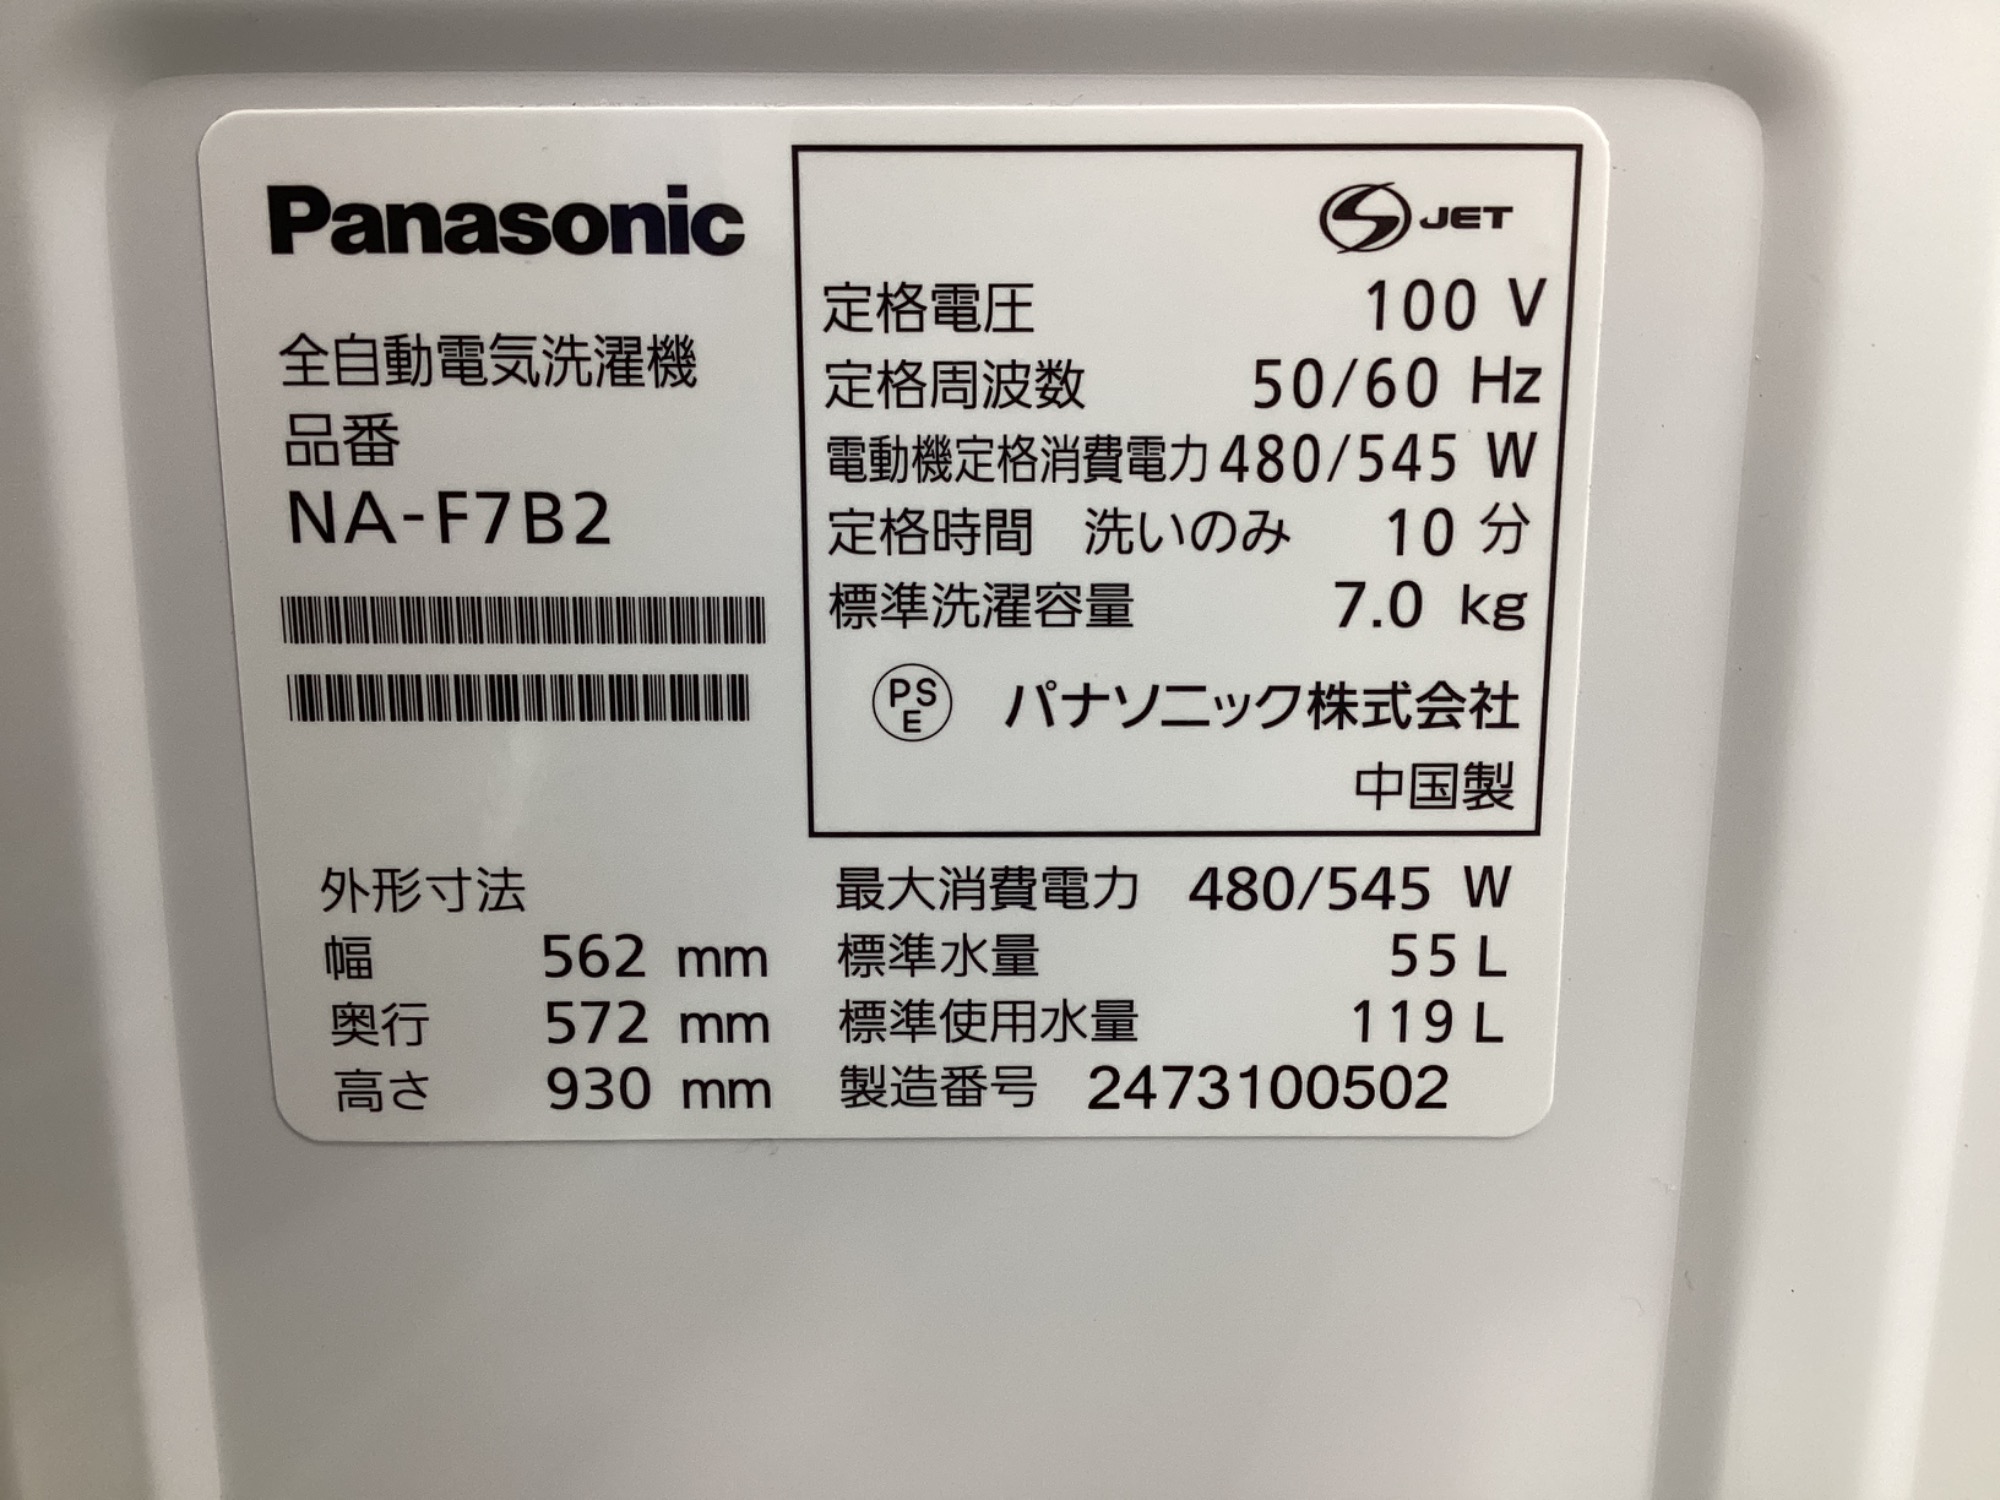 Panasonic
全自動電気洗濯機
品番
NA-F7B2
S JET
定格電圧 100 V
定格周波数 50/60 Hz
電動機定格消費電力 480/545 W
定格時間 洗いのみ 10 分
標準洗濯容量 7.0 kg
PSE パナソニック株式会社
中国製
外形寸法
幅 562 mm
奥行 572 mm
高さ 930 mm
最大消費電力 480/545 W
標準水量 55 L
標準使用水量 119 L
製造番号 2473100502